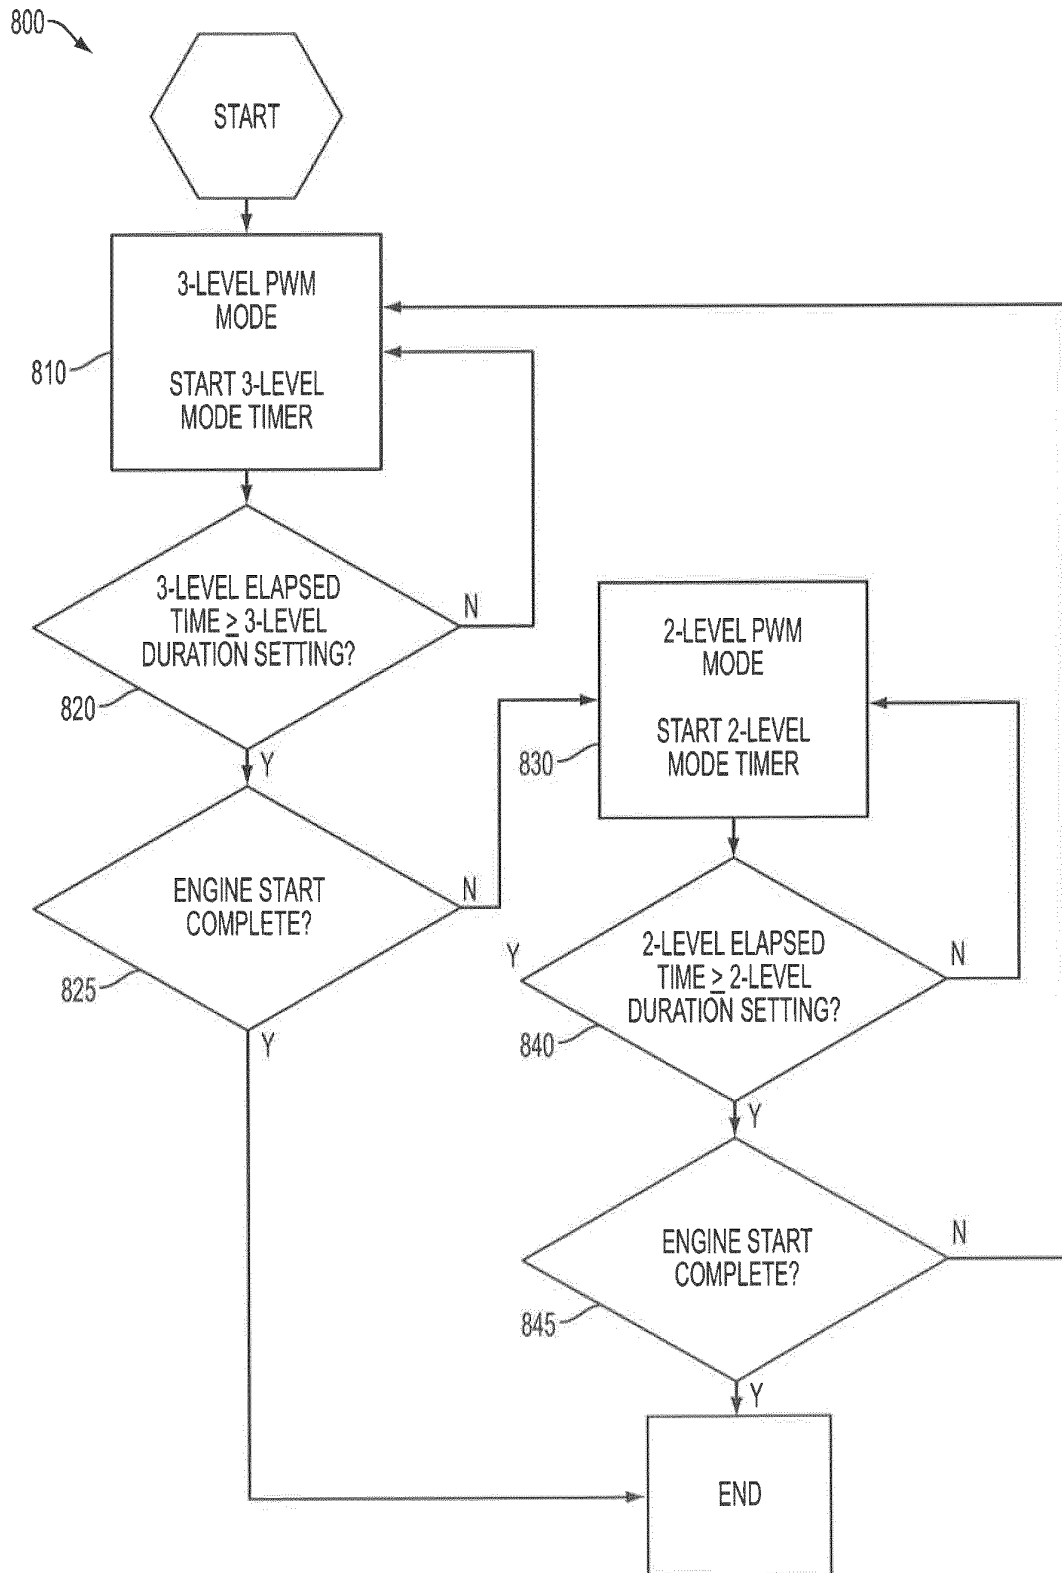 800
START
3-LEVEL PWM
MODE
START 3-LEVEL
MODE TIMER
810
3-LEVEL ELAPSED
TIME ≥ 3-LEVEL
DURATION SETTING?
N
820
Y
ENGINE START
COMPLETE?
N
825
Y
2-LEVEL PWM
MODE
START 2-LEVEL
MODE TIMER
830
2-LEVEL ELAPSED
TIME ≥ 2-LEVEL
DURATION SETTING?
Y
N
840
Y
ENGINE START
COMPLETE?
N
845
Y
END